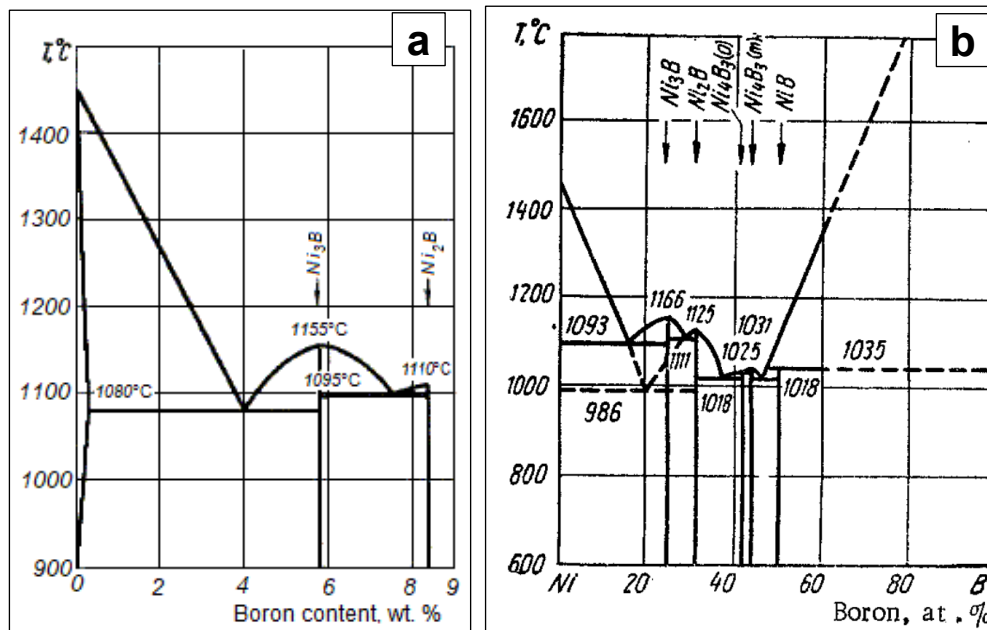 a
T,°C
1400
1300
1200
1100
1000
900
Ni₃B
Ni₂B
1155°C
1110°C
1095°C
1080°C
0
2
4
6
8
9
Boron content, wt. %
b
T,°C
1600
1400
1200
1000
800
600
Ni₃B
Ni₂B
Ni₄B₃(o)
Ni₄B₃(m)
NiB
1166
1125
1093
1111
1031
1025
1035
986
1018
1018
Ni
20
40
60
80
B
Boron, at .%